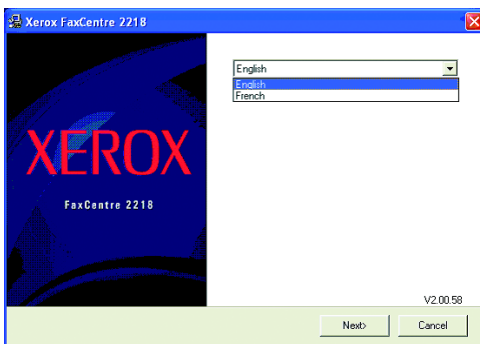 Xerox FaxCentre 2218
English
English
French
XEROX
FaxCentre 2218
V2.00.58
Next>
Cancel